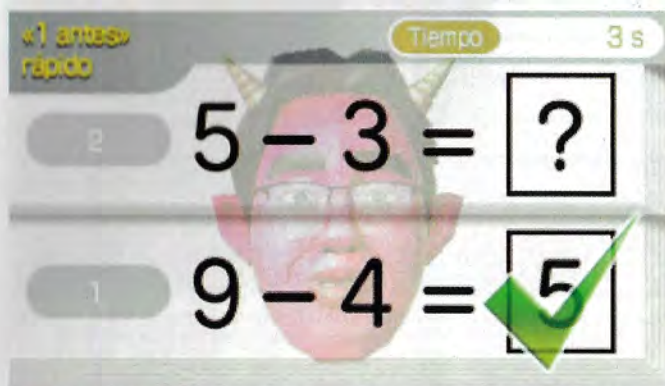 «1 antes»
rápido
Tiempo 3 s
2 5 – 3 = ?
1 9 – 4 = 5